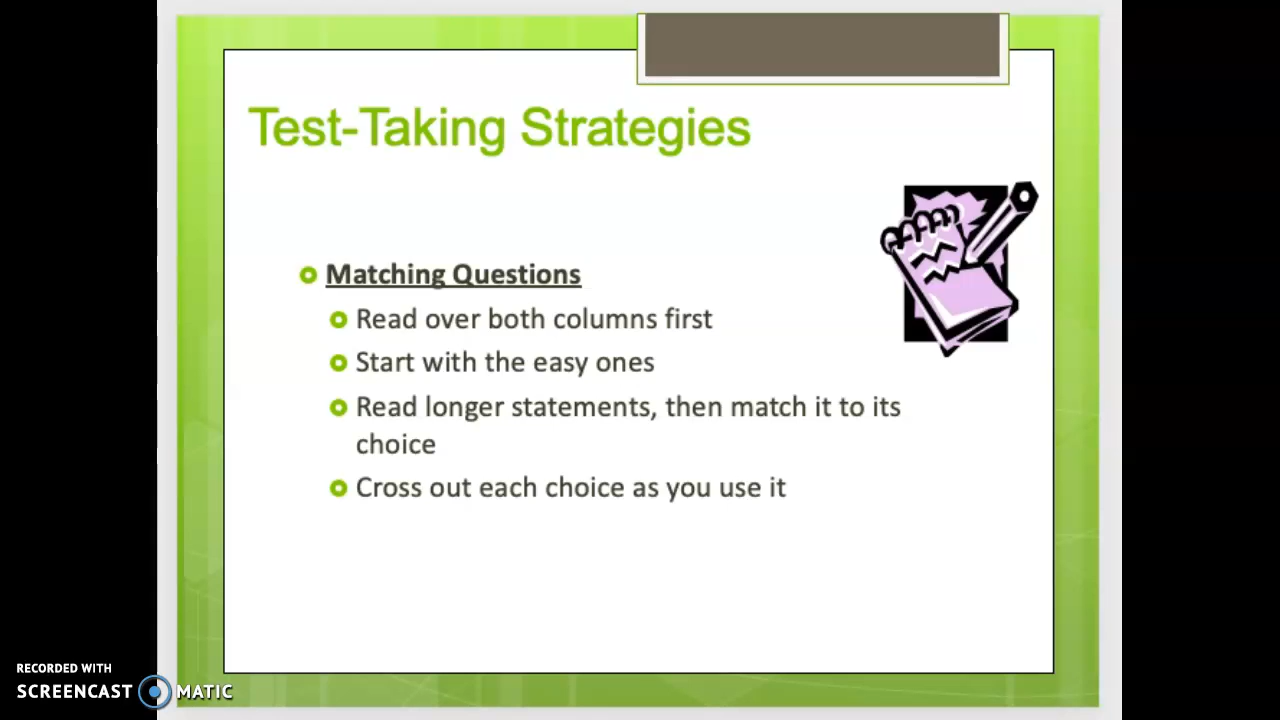 Test-Taking Strategies
Matching Questions
Read over both columns first
Start with the easy ones
Read longer statements, then match it to its
choice
Cross out each choice as you use it
RECORDED WITH
SCREENCAST MATIC